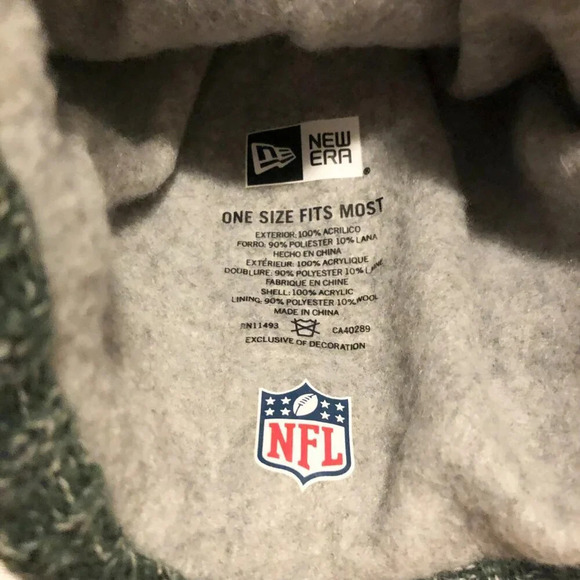 NEW
ERA
ONE SIZE FITS MOST
EXTERIOR: 100% ACRILICO
FORRO: 90% POLIESTER 10% LANA
HECHO EN CHINA
EXTÉRIEUR: 100% ACRYLIQUE
DOUBLURE: 90% POLYESTER 10% LAINE
FABRIQUE EN CHINE
SHELL: 100% ACRYLIC
LINING: 90% POLYESTER 10% WOOL
MADE IN CHINA
RN11493 CA40289
EXCLUSIVE OF DECORATION
NFL